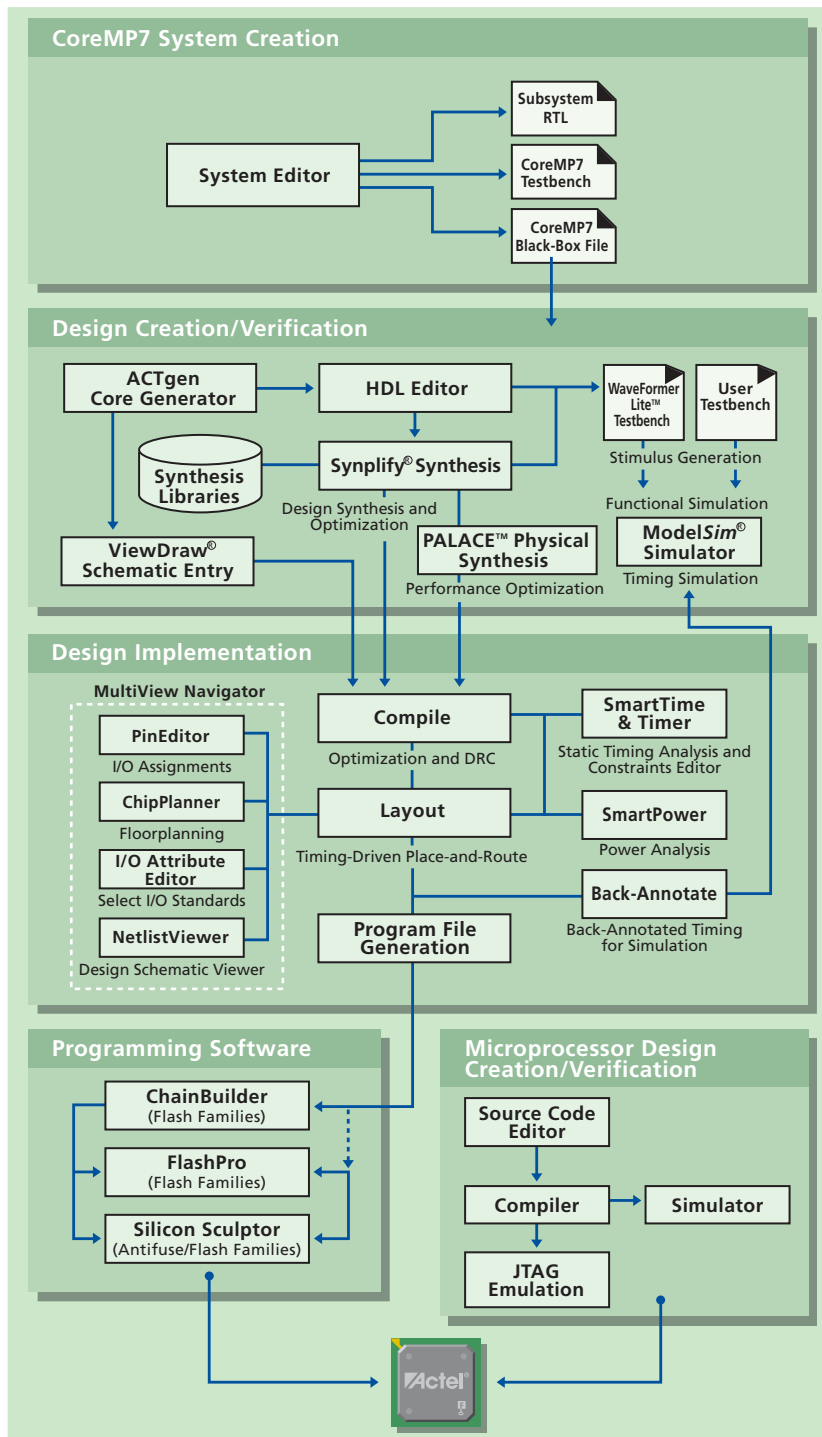 CoreMP7 System Creation
Subsystem
RTL
System Editor
CoreMP7
Testbench
CoreMP7
Black-Box File
Design Creation/Verification
ACTgen
Core Generator
HDL Editor
WaveFormer
Lite™
Testbench
User
Testbench
Stimulus Generation
Synthesis
Libraries
Synplify® Synthesis
Design Synthesis and
Optimization
Functional Simulation
ViewDraw®
Schematic Entry
PALACE™ Physical
Synthesis
Performance Optimization
ModelSim®
Simulator
Timing Simulation
Design Implementation
MultiView Navigator
PinEditor
I/O Assignments
ChipPlanner
Floorplanning
I/O Attribute
Editor
Select I/O Standards
NetlistViewer
Design Schematic Viewer
Compile
Optimization and DRC
Layout
Timing-Driven Place-and-Route
Program File
Generation
SmartTime
& Timer
Static Timing Analysis and
Constraints Editor
SmartPower
Power Analysis
Back-Annotate
Back-Annotated Timing
for Simulation
Programming Software
ChainBuilder
(Flash Families)
FlashPro
(Flash Families)
Silicon Sculptor
(Antifuse/Flash Families)
Microprocessor Design
Creation/Verification
Source Code
Editor
Compiler
Simulator
JTAG
Emulation
Actel®